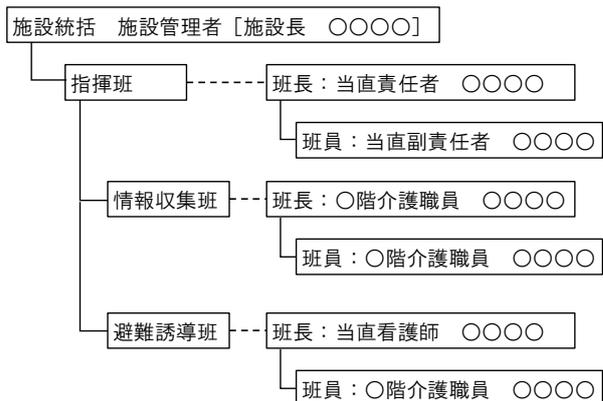 施設統括　施設管理者［施設長　○○○○］
指揮班
班長：当直責任者　○○○○
班員：当直副責任者　○○○○
情報収集班
班長：○階介護職員　○○○○
班員：○階介護職員　○○○○
避難誘導班
班長：当直看護師　○○○○
班員：○階介護職員　○○○○